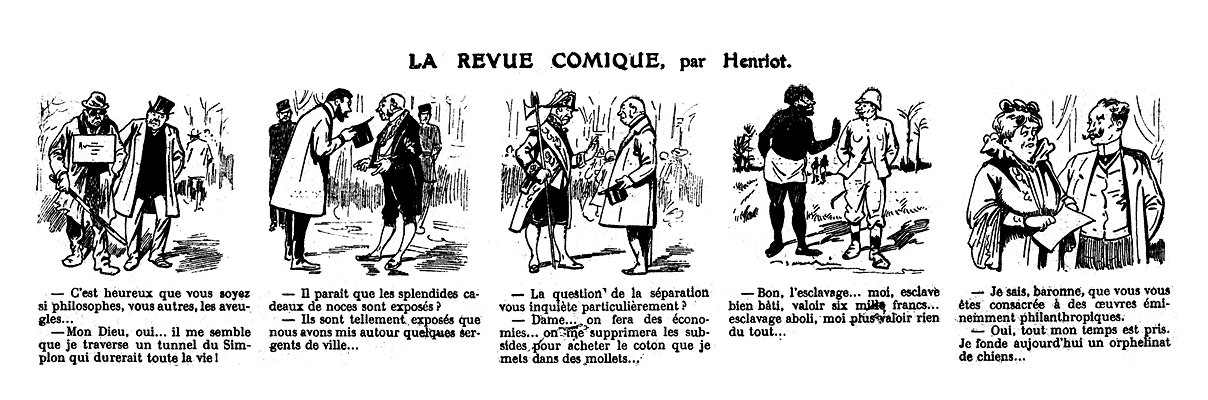 LA REVUE COMIQUE, par Henriot.
— C'est heureux que vous soyez
si philosophes, vous autres, les aveu-
gles...
— Mon Dieu, oui... il me semble
que je traverse un tunnel du Sim-
plon qui durerait toute la vie!
— Il parait que les splendides ca-
deaux de noces sont exposés?
— Ils sont tellement exposés que
nous avons mis autour quelques ser-
gents de ville...
— La question de la séparation
vous inquiète particulièrement?
— Dame... on fera des écono-
mies... on me supprimera les sub-
sides pour acheter le coton que je
mets dans des mollets...
— Bon, l'esclavage... moi, esclave
bien bâti, valoir six mille francs...
esclavage aboli, moi plus valoir rien
du tout...
— Je sais, baronne, que vous vous
êtes consacrée à des œuvres émi-
nemment philanthropiques.
— Oui, tout mon temps est pris.
Je fonde aujourd'hui un orphelinat
de chiens...